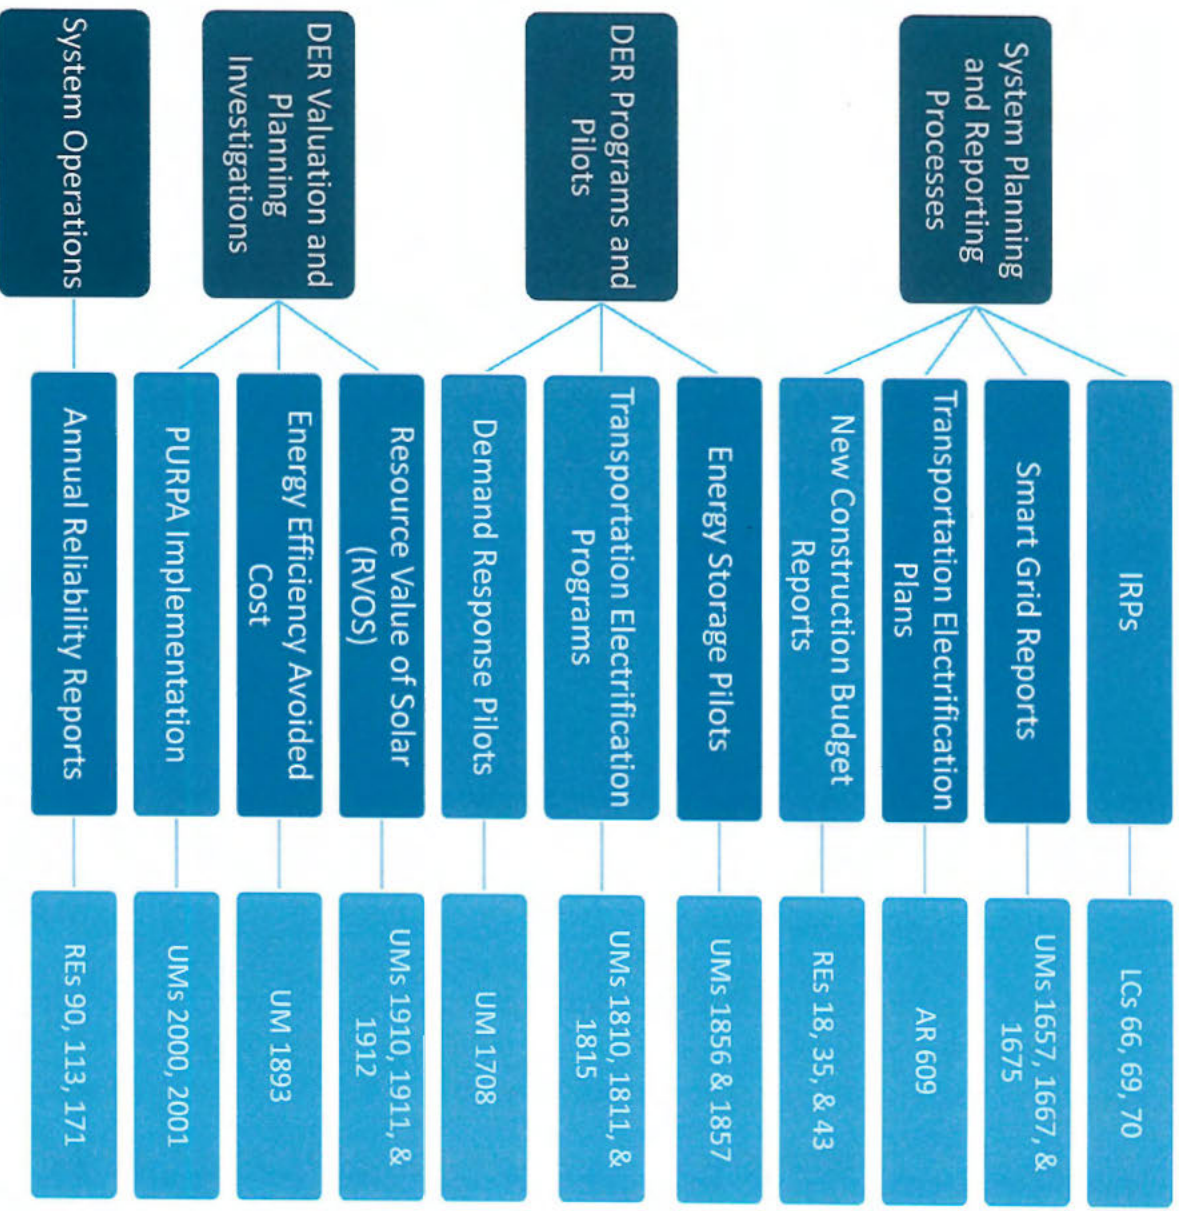 System Planning
and Reporting
Processes
IRPs
LCs 66, 69, 70
Smart Grid Reports
UMs 1657, 1667, &
1675
Transportation Electrification
Plans
AR 609
New Construction Budget
Reports
REs 18, 35, & 43
DER Programs and
Pilots
Energy Storage Pilots
UMs 1856 & 1857
Transportation Electrification
Programs
UMs 1810, 1811, &
1815
Demand Response Pilots
UM 1708
DER Valuation and
Planning
Investigations
Resource Value of Solar
(RVOS)
UMs 1910, 1911, &
1912
Energy Efficiency Avoided
Cost
UM 1893
PURPA Implementation
UMs 2000, 2001
System Operations
Annual Reliability Reports
REs 90, 113, 171